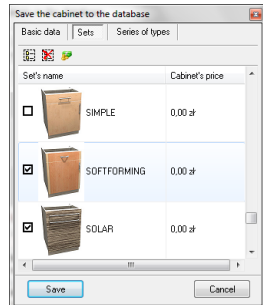 Save the cabinet to the database
Basic data Sets Series of types
Set's name Cabinet's price
SIMPLE 0,00 zł
SOFTFORMING 0,00 zł
SOLAR 0,00 zł
Save Cancel